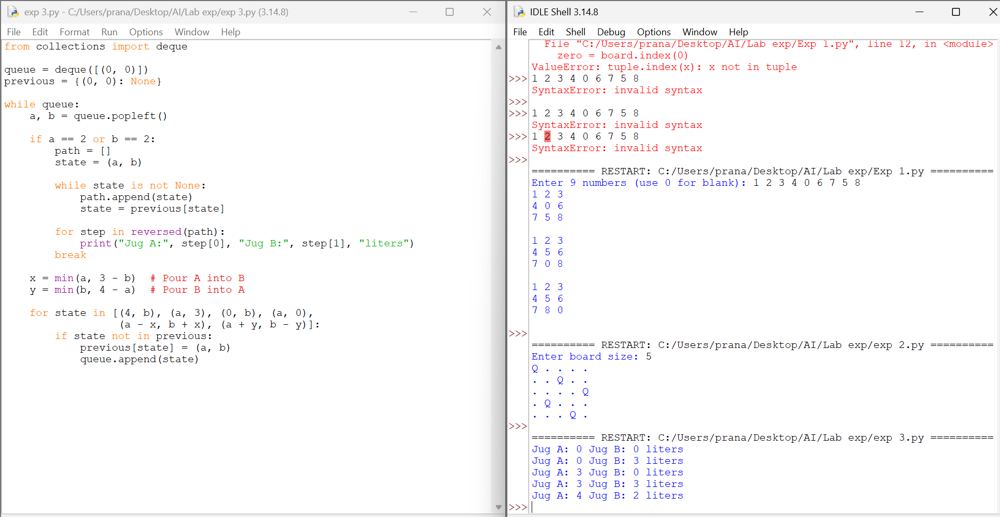 exp 3.py - C:/Users/prana/Desktop/AI/Lab exp/exp 3.py (3.14.8)
File Edit Format Run Options Window Help
from collections import deque

queue = deque([(0, 0)])
previous = {(0, 0): None}

while queue:
    a, b = queue.popleft()

    if a == 2 or b == 2:
        path = []
        state = (a, b)

        while state is not None:
            path.append(state)
            state = previous[state]

        for step in reversed(path):
            print("Jug A:", step[0], "Jug B:", step[1], "liters")
        break

    x = min(a, 3 - b)  # Pour A into B
    y = min(b, 4 - a)  # Pour B into A

    for state in [(4, b), (a, 3), (0, b), (a, 0),
                  (a - x, b + x), (a + y, b - y)]:
        if state not in previous:
            previous[state] = (a, b)
            queue.append(state)
IDLE Shell 3.14.8
File Edit Shell Debug Options Window Help
  File "C:/Users/prana/Desktop/AI/Lab exp/Exp 1.py", line 12, in <module>
    zero = board.index(0)
ValueError: tuple.index(x): x not in tuple
>>> 1 2 3 4 0 6 7 5 8
SyntaxError: invalid syntax
>>>
>>> 1 2 3 4 0 6 7 5 8
SyntaxError: invalid syntax
>>> 1 2 3 4 0 6 7 5 8
SyntaxError: invalid syntax
>>>
========== RESTART: C:/Users/prana/Desktop/AI/Lab exp/Exp 1.py ==========
Enter 9 numbers (use 0 for blank): 1 2 3 4 0 6 7 5 8
1 2 3
4 0 6
7 5 8

1 2 3
4 5 6
7 0 8

1 2 3
4 5 6
7 8 0

>>>
========== RESTART: C:/Users/prana/Desktop/AI/Lab exp/exp 2.py ==========
Enter board size: 5
Q . . . .
. . Q . .
. . . . Q
. Q . . .
. . . Q .
>>>
========== RESTART: C:/Users/prana/Desktop/AI/Lab exp/exp 3.py ==========
Jug A: 0 Jug B: 0 liters
Jug A: 0 Jug B: 3 liters
Jug A: 3 Jug B: 0 liters
Jug A: 3 Jug B: 3 liters
Jug A: 4 Jug B: 2 liters
>>>